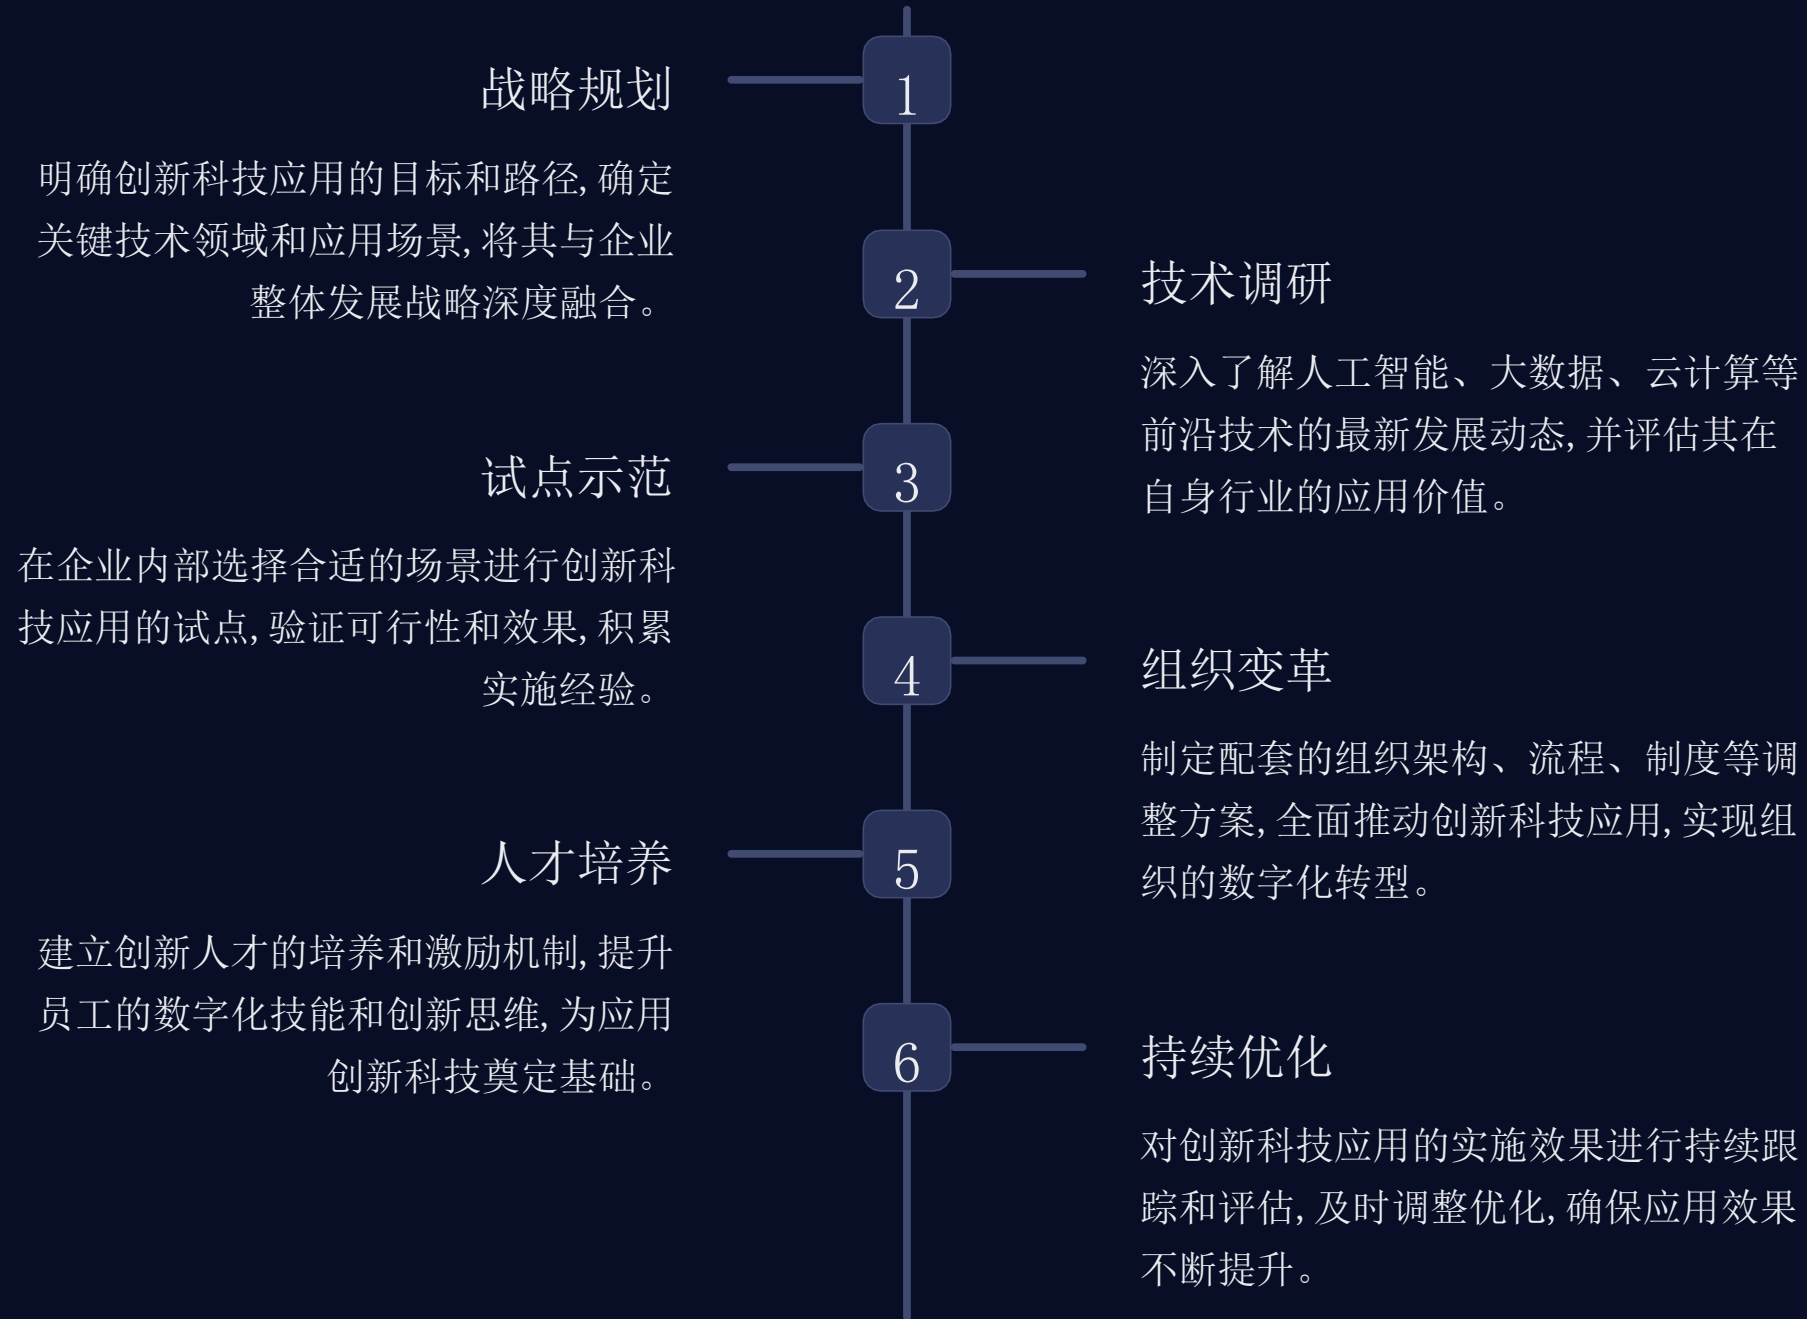 1
战略规划
明确创新科技应用的目标和路径,确定
关键技术领域和应用场景,将其与企业
整体发展战略深度融合。
2
技术调研
深入了解人工智能、大数据、云计算等
前沿技术的最新发展动态,并评估其在
自身行业的应用价值。
3
试点示范
在企业内部选择合适的场景进行创新科
技应用的试点,验证可行性和效果,积累
实施经验。
4
组织变革
制定配套的组织架构、流程、制度等调
整方案,全面推动创新科技应用,实现组
织的数字化转型。
5
人才培养
建立创新人才的培养和激励机制,提升
员工的数字化技能和创新思维,为应用
创新科技奠定基础。
6
持续优化
对创新科技应用的实施效果进行持续跟
踪和评估,及时调整优化,确保应用效果
不断提升。